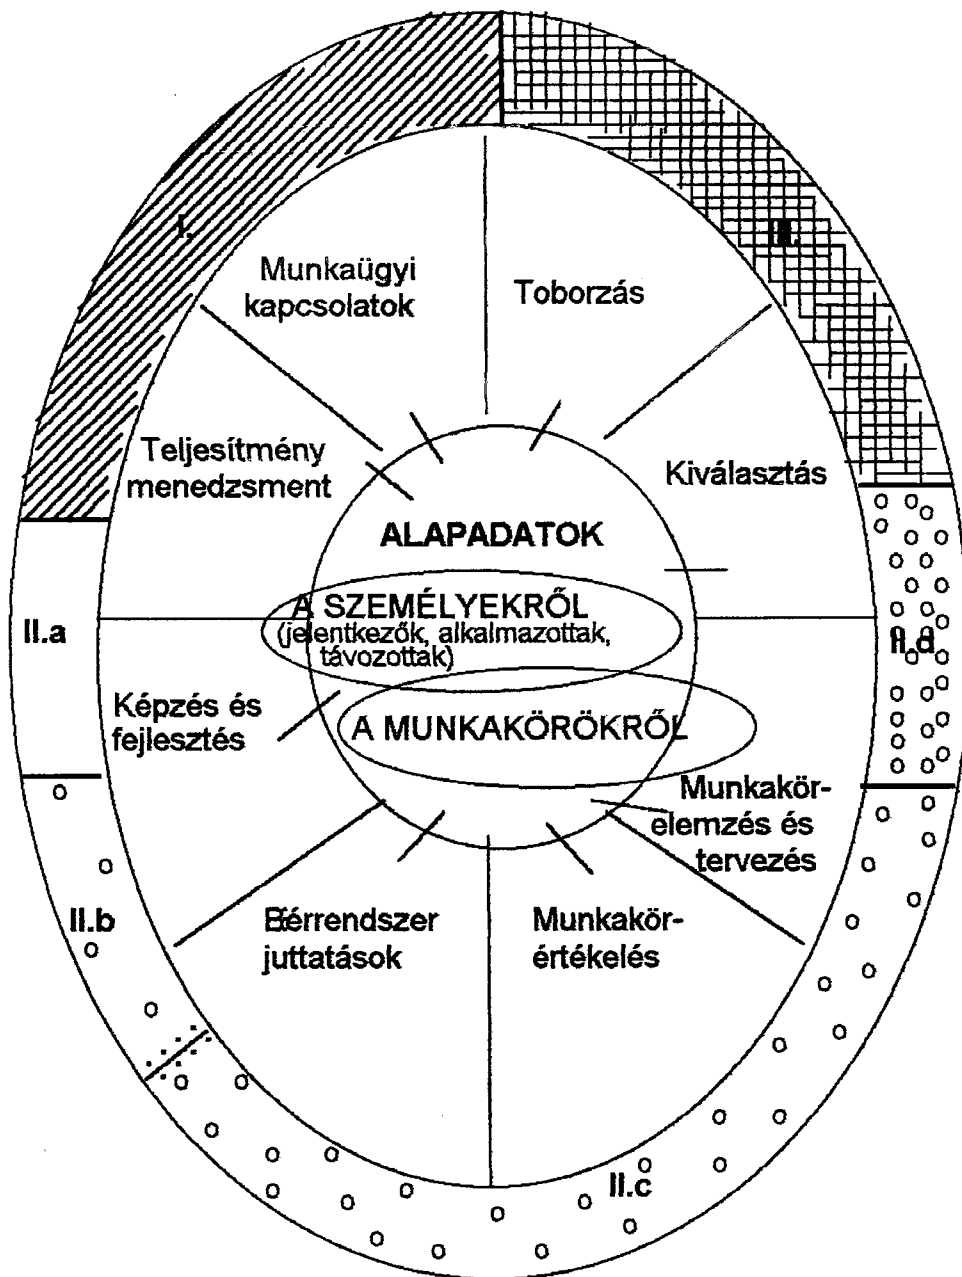 I.
Munkaügyi
kapcsolatok
Toborzás
Teljesítmény
menedzsment
Kiválasztás
ALAPADATOK
A SZEMÉLYEKRŐL
(jelentkezők, alkalmazottak,
távozottak)
II.a
II.d
Képzés és
fejlesztés
A MUNKAKÖRÖKRŐL
Munkakör-
elemzés és
tervezés
II.b
Bérrendszer
juttatások
Munkakör-
értékelés
II.c